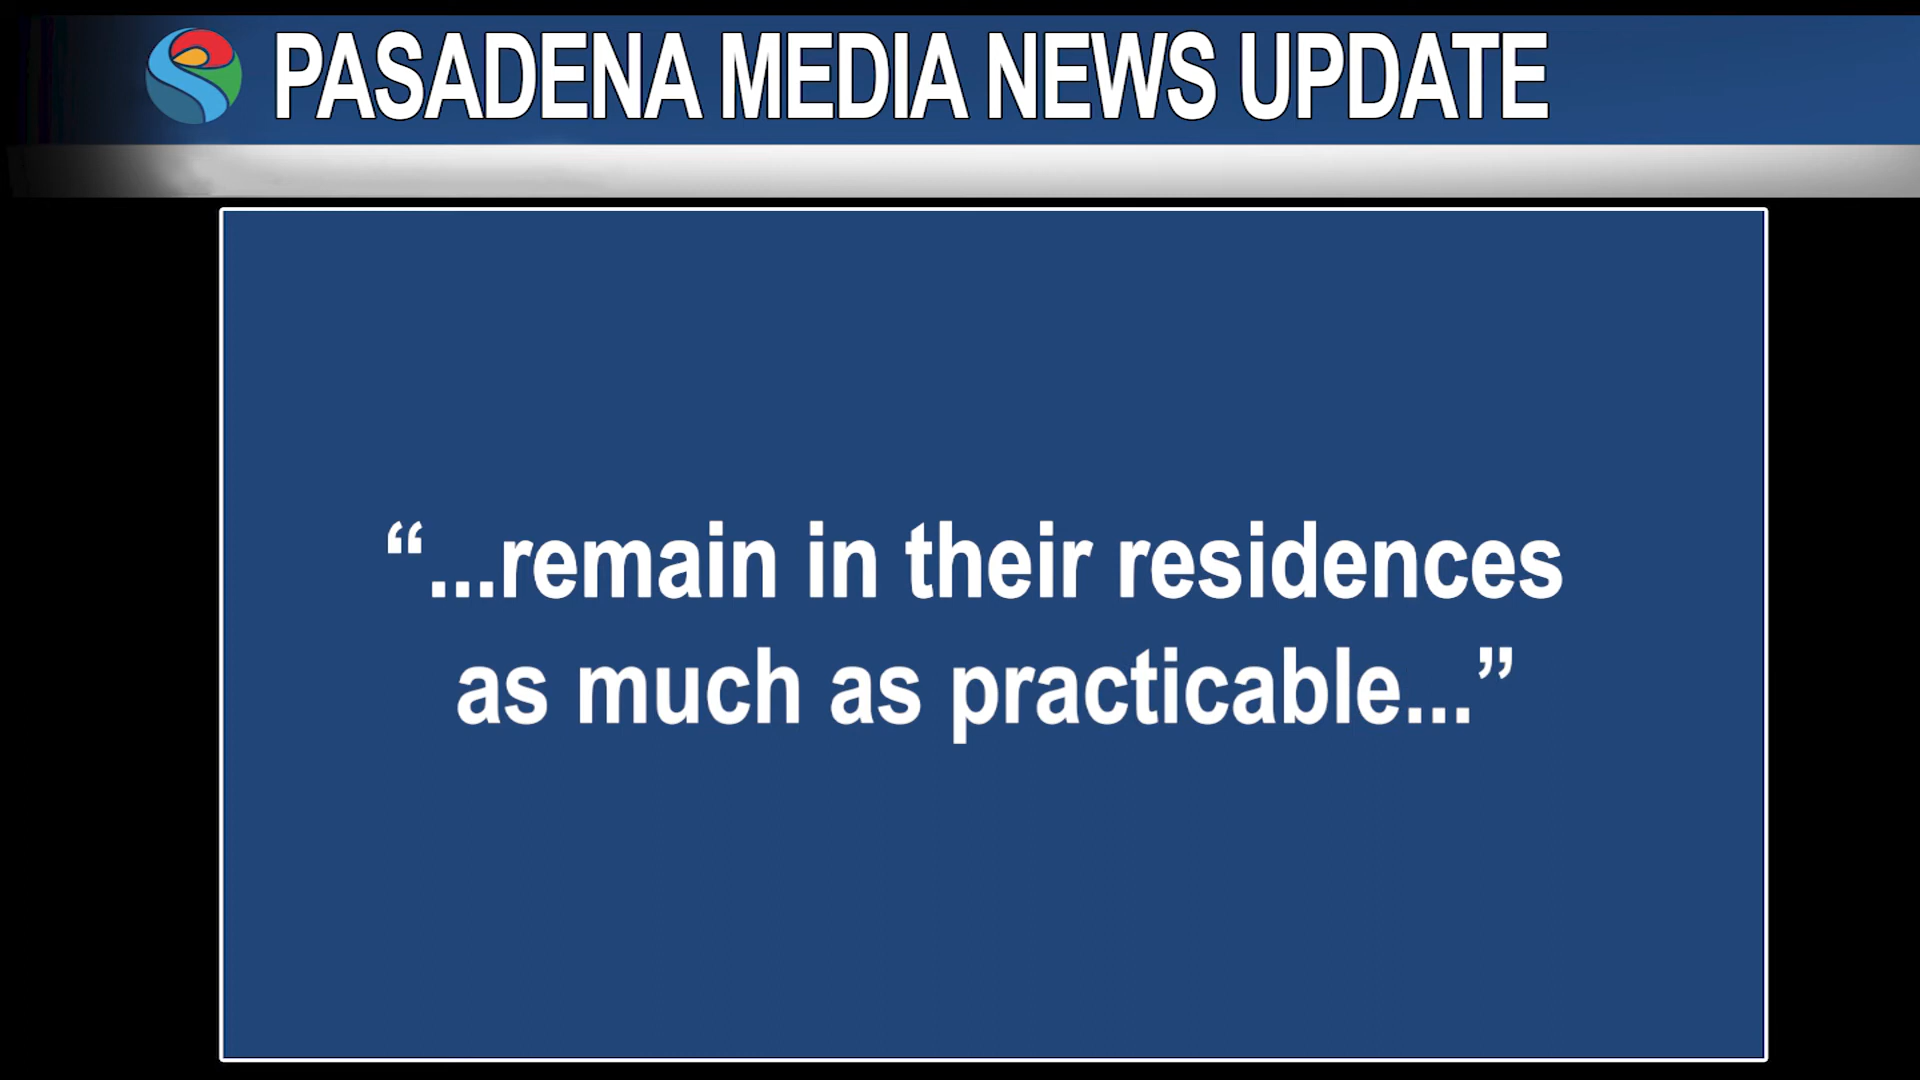 PASADENA MEDIA NEWS UPDATE
“...remain in their residences
as much as practicable...”